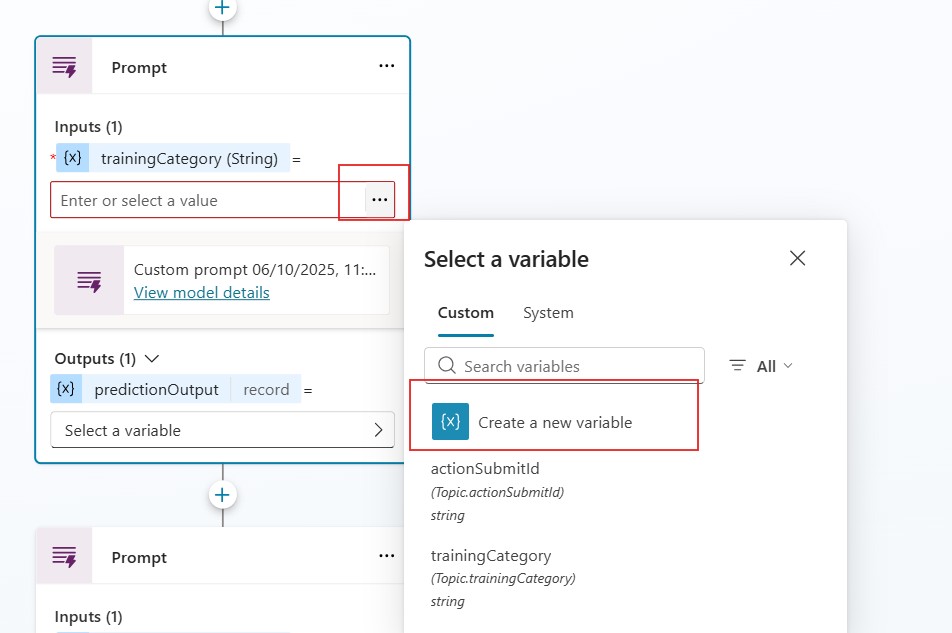 Prompt
Inputs (1)
* {x} trainingCategory (String) =
Enter or select a value
Custom prompt 06/10/2025, 11:...
View model details
Outputs (1)
{x} predictionOutput record =
Select a variable
Prompt
Inputs (1)
Select a variable
Custom System
Search variables
All
{x} Create a new variable
actionSubmitId
(Topic.actionSubmitId)
string
trainingCategory
(Topic.trainingCategory)
string